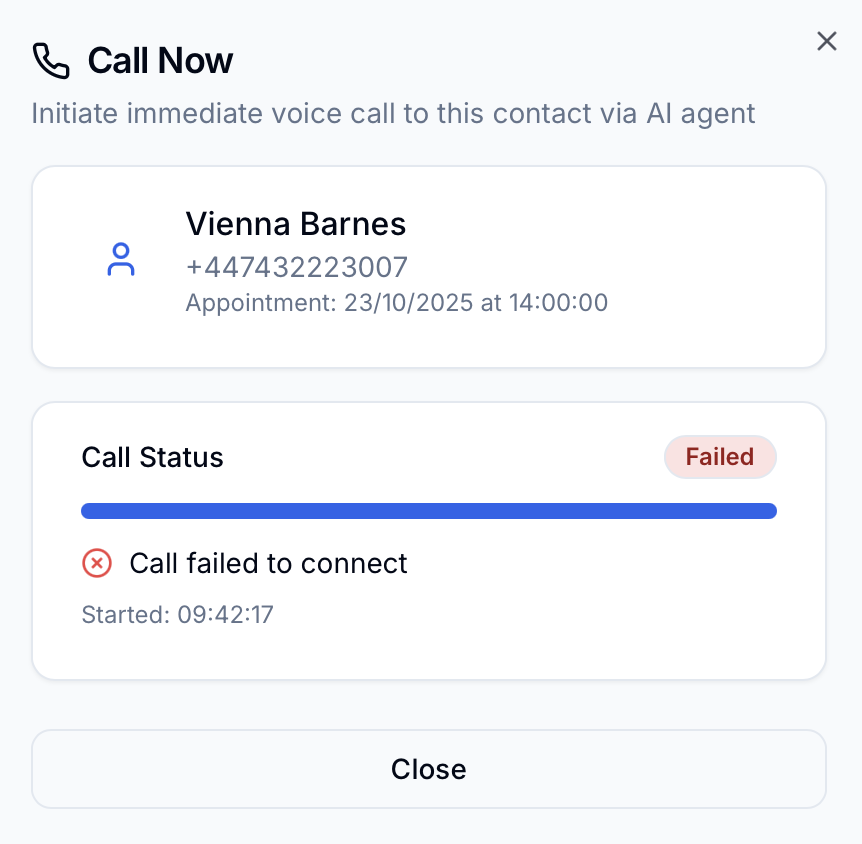 Call Now
Initiate immediate voice call to this contact via AI agent
Vienna Barnes
+447432223007
Appointment: 23/10/2025 at 14:00:00
Call Status
Failed
Call failed to connect
Started: 09:42:17
Close